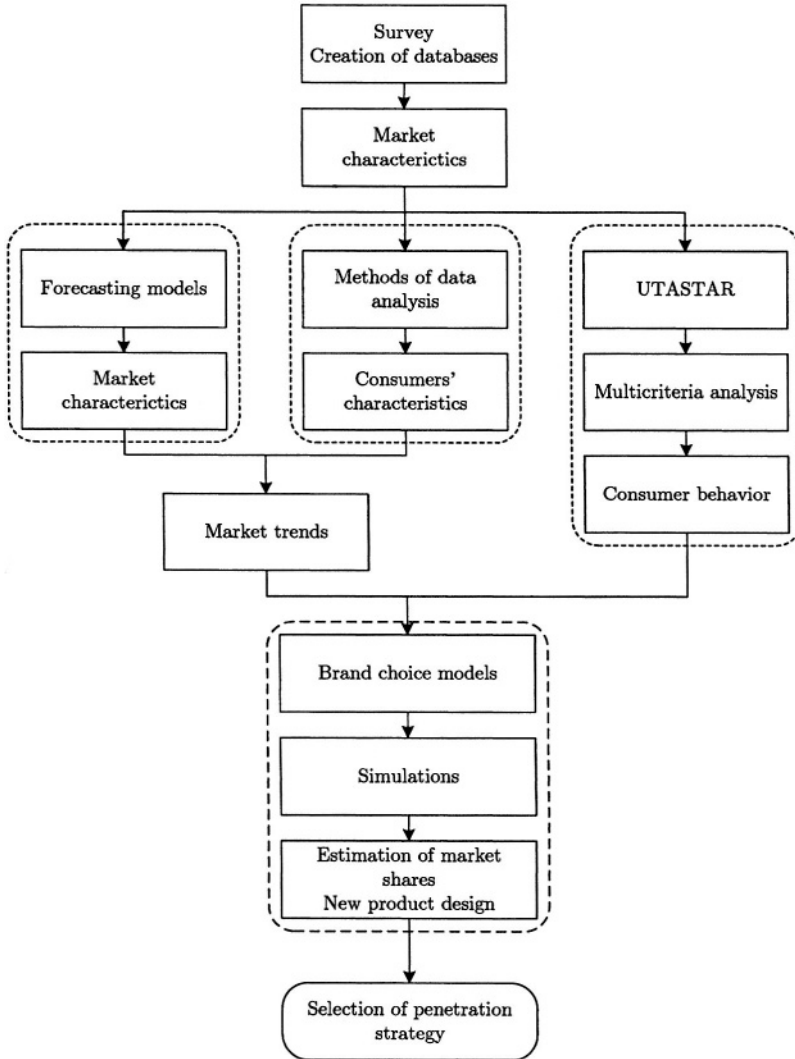 Survey
Creation of databases
Market
characterictics
Forecasting models
Methods of data
analysis
UTASTAR
Market
characterictics
Consumers'
characteristics
Multicriteria analysis
Consumer behavior
Market trends
Brand choice models
Simulations
Estimation of market
shares
New product design
Selection of penetration
strategy